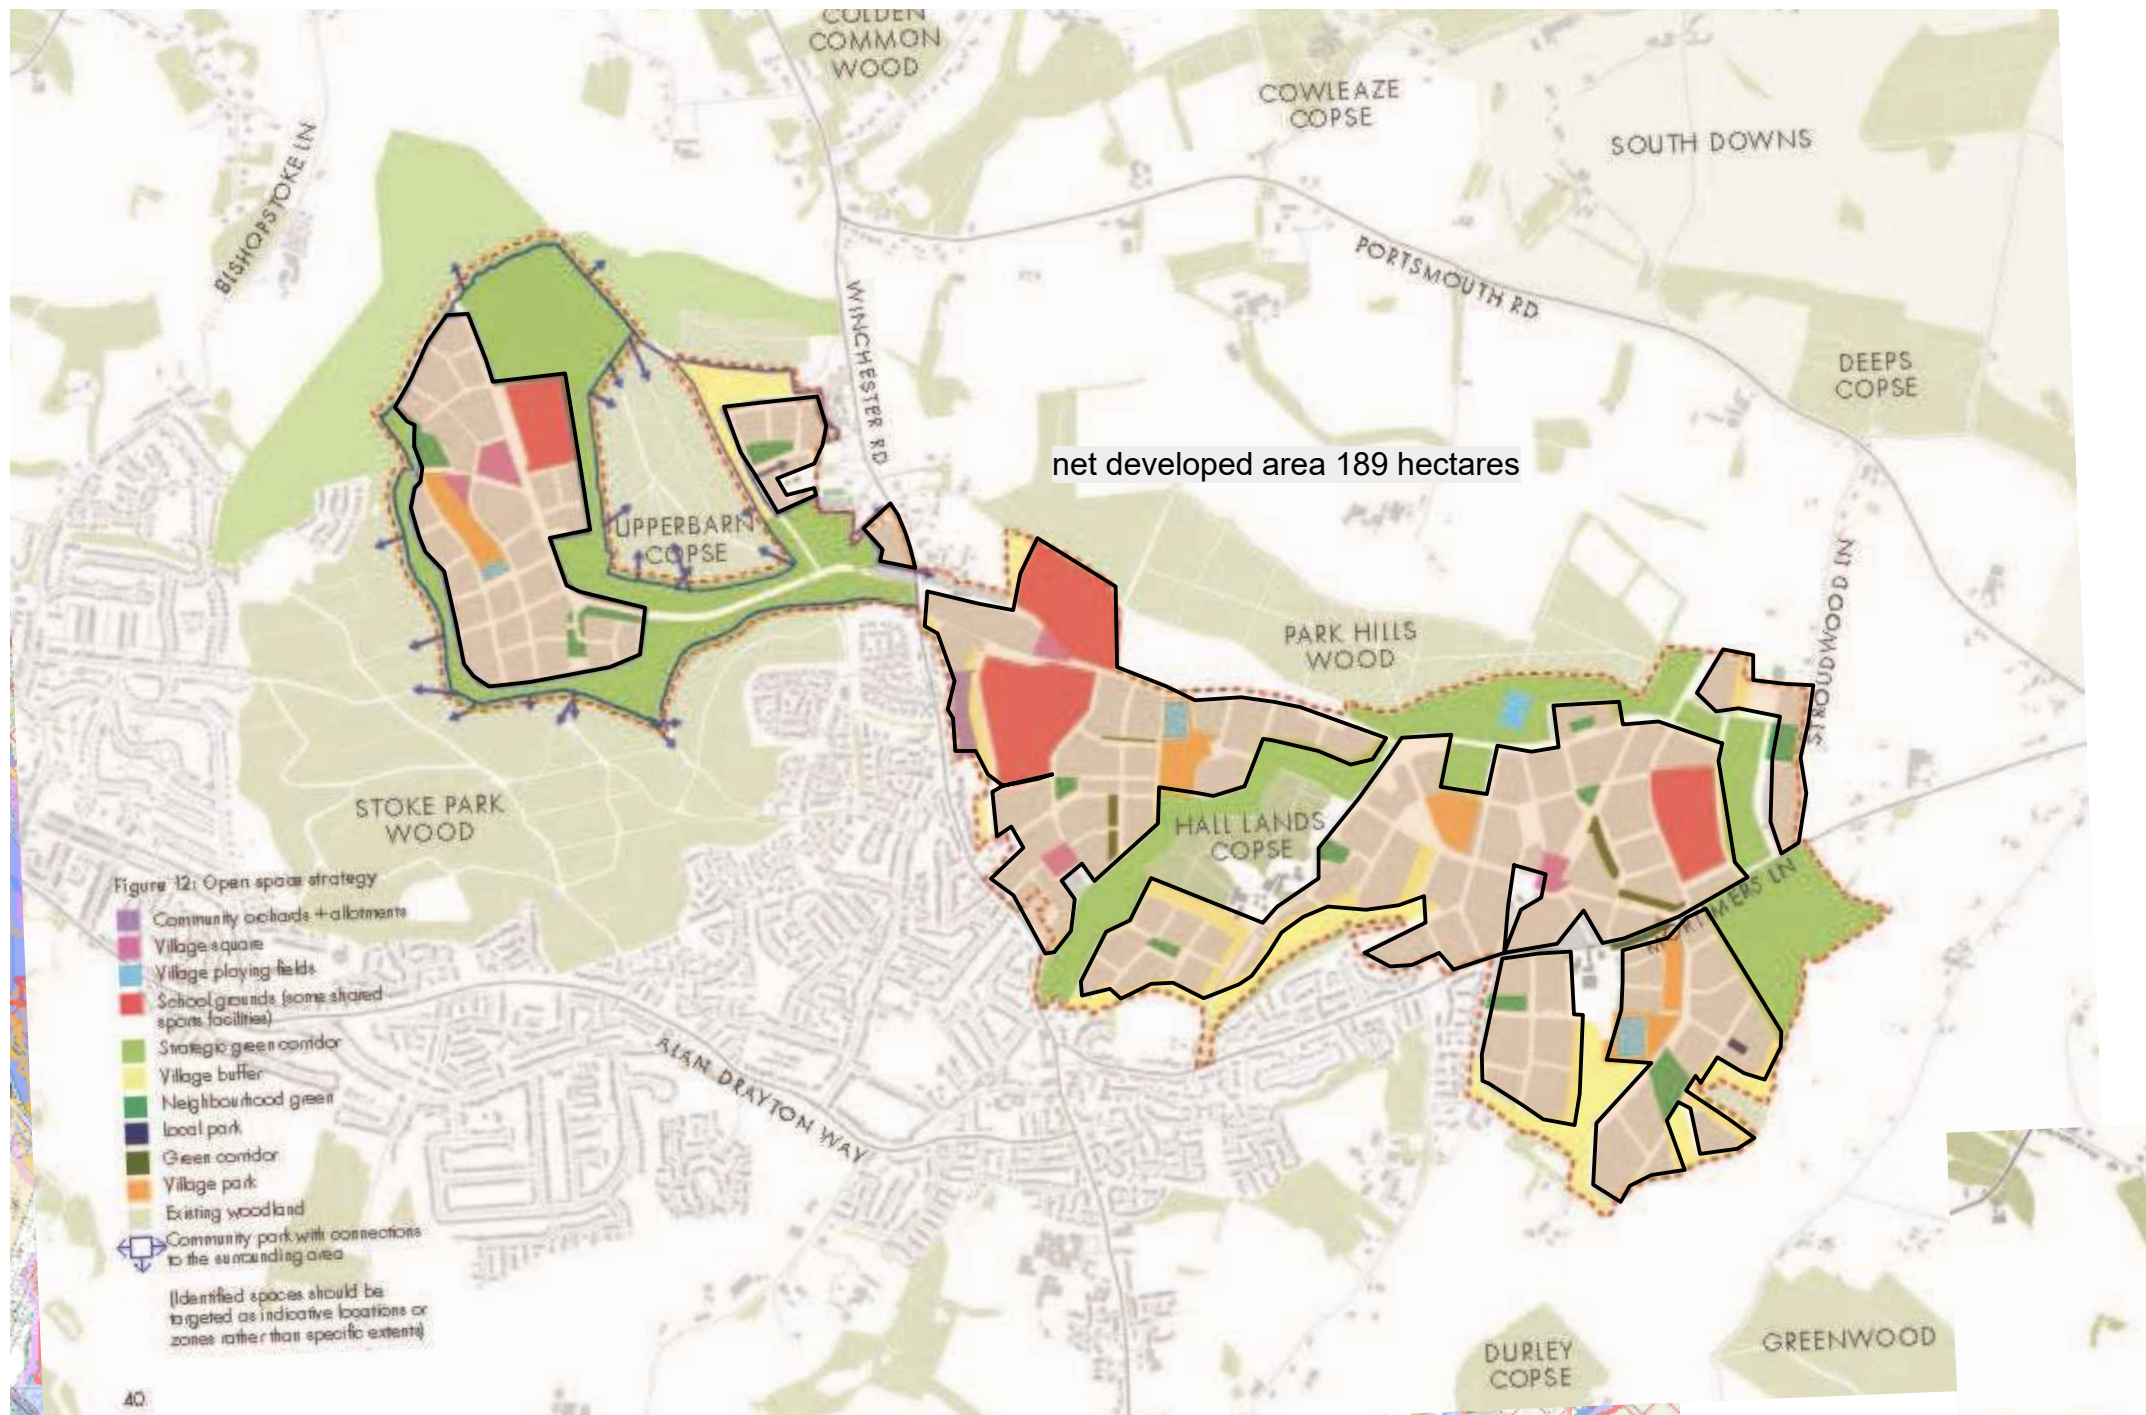 COLDEN
COMMON
WOOD
COWLEAZE
COPSE
SOUTH DOWNS
BISHOPSTOKE LN
PORTSMOUTH RD
WINCHESTER RD
DEEPS
COPSE
net developed area 189 hectares
UPPERBARN
COPSE
STROUDWOOD LN
PARK HILLS
WOOD
STOKE PARK
WOOD
HALL LANDS
COPSE
MORTIMERS LN
Figure 12: Open space strategy
Community orchards + allotments
Village square
Village playing fields
School grounds (some shared
sports facilities)
Strategic green corridor
Village buffer
Neighbourhood green
Local park
Green corridor
Village park
Existing woodland
Community park with connections
to the surrounding area
(Identified spaces should be
targeted as indicative locations or
zones rather than specific extents)
ALAN DRAYTON WAY
DURLEY
COPSE
GREENWOOD
40